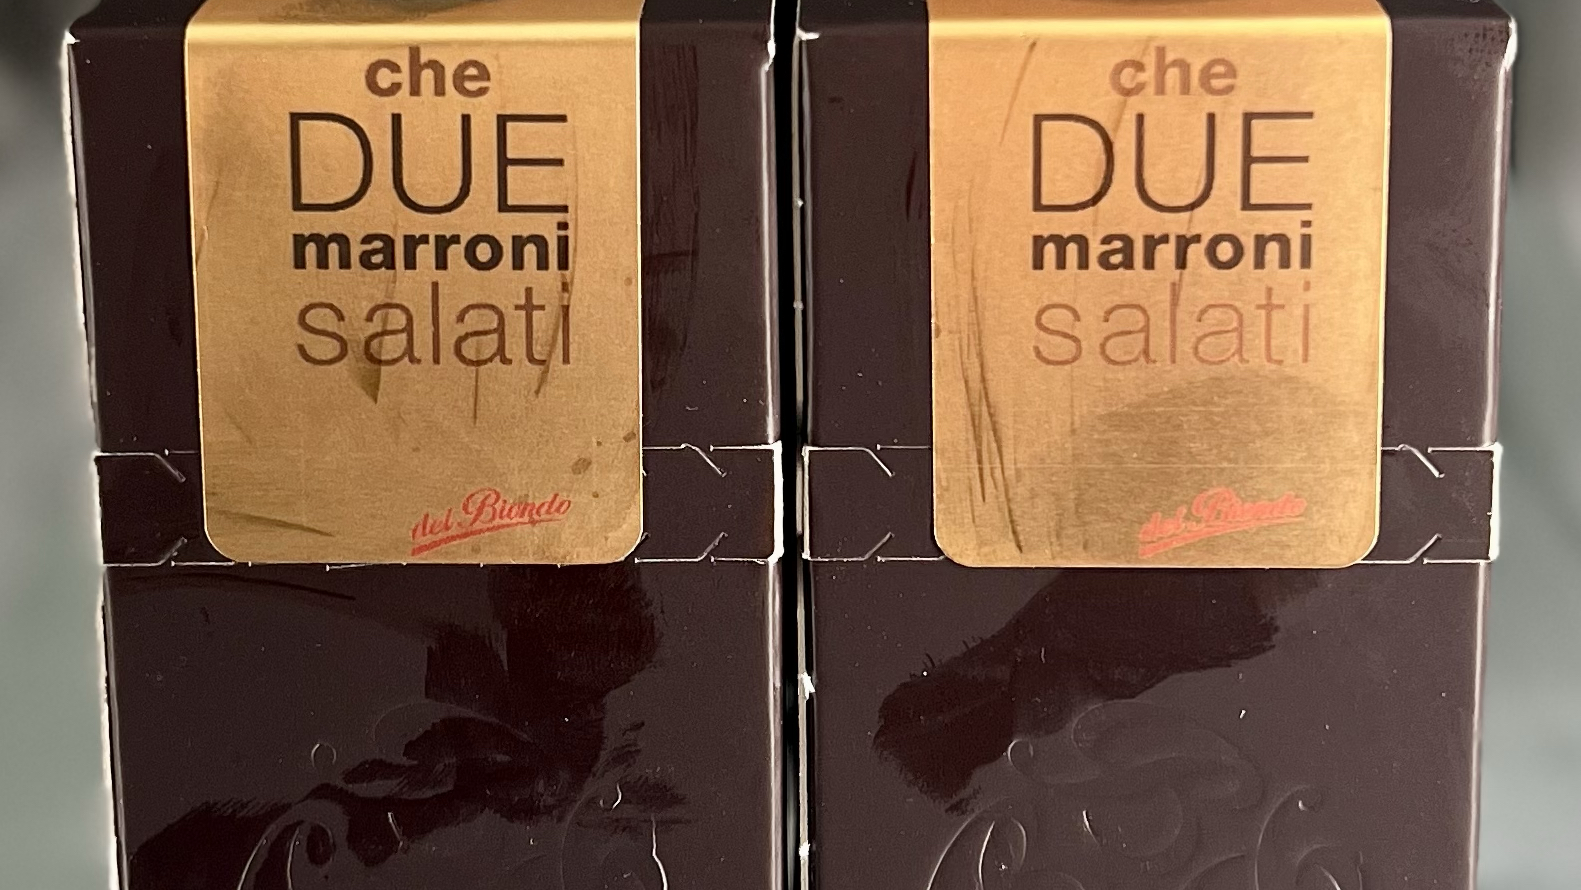 che
DUE
marroni
salati
del Biondo
che
DUE
marroni
salati
del Biondo